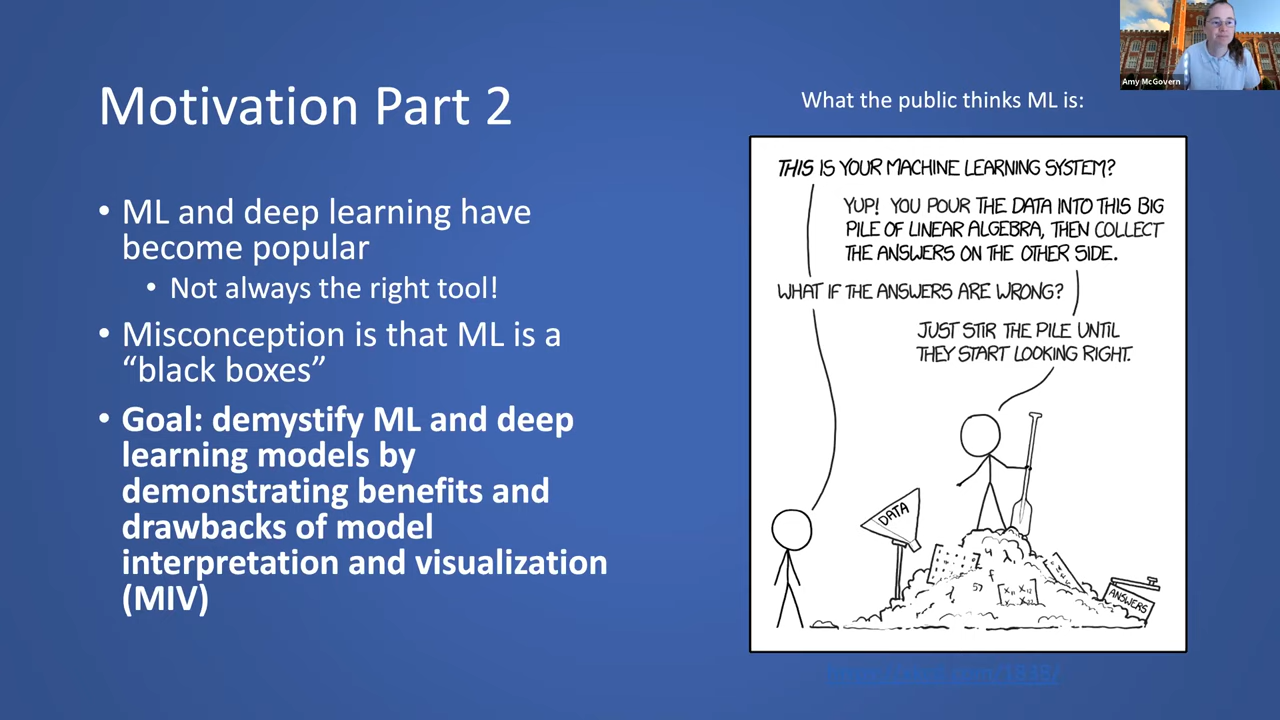 Amy McGovern
Motivation Part 2
• ML and deep learning have
become popular
• Not always the right tool!
• Misconception is that ML is a
“black boxes”
• Goal: demystify ML and deep
learning models by
demonstrating benefits and
drawbacks of model
interpretation and visualization
(MIV)
What the public thinks ML is:
THIS IS YOUR MACHINE LEARNING SYSTEM?
YUP! YOU POUR THE DATA INTO THIS BIG
PILE OF LINEAR ALGEBRA, THEN COLLECT
THE ANSWERS ON THE OTHER SIDE.
WHAT IF THE ANSWERS ARE WRONG?
JUST STIR THE PILE UNTIL
THEY START LOOKING RIGHT.
DATA
ANSWERS